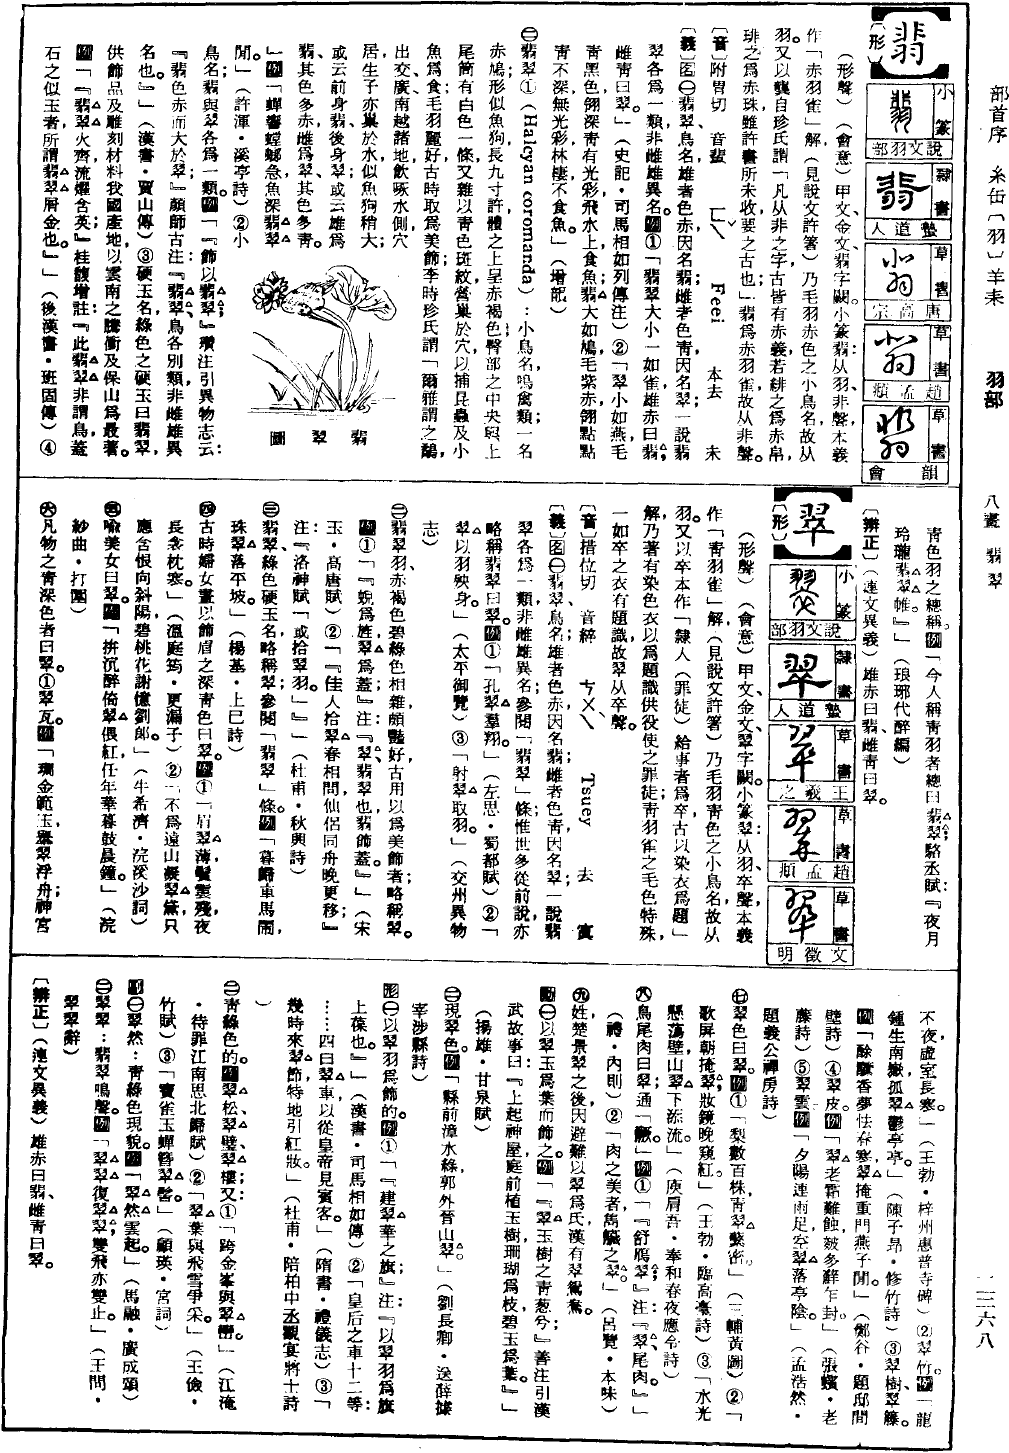 部首序　糸缶〔羽〕羊耒　羽部　八畫　翡翠　一三六八
翡
〔形〕
小篆　說文羽部
隸書　蟄道人
草書　唐高宗
草書　趙孟頫
草書　韻會
（形聲）（會意）甲文、金文翡字闕。小篆翡：从羽、非聲，本義
作「赤羽雀」解（見說文許箸）乃毛羽赤色之小鳥名，故从
羽。又以龔自珍氏謂「凡从非之字古皆有赤義，若緋之爲赤帛，
琲之爲赤珠，雖許書所未收，要之古也」翡爲赤羽雀，故从非聲。
〔音〕附胃切　音蜚　ㄈㄟˋ　Feei　本去　未
〔義〕名㊀翡翠鳥名，雄者色赤，因名翡；雌者色靑，因名翠；一說翡
翠各爲一類，非雌雄異名。例①「翡翠大小一如雀，雄赤曰翡，
雌靑曰翠。」（史記・司馬相如列傳注）②「翠小如燕，毛
靑黑色，翎深靑有光彩，飛水上食魚；翡大如鳩，毛紫赤，翎點點
靑不深，無光彩，林棲不食魚。」（增韻）
㊁翡翠①（Halcyan coromanda）：小鳥名，鳴禽類，一名
赤鳩；形似魚狗，長九寸許，體之上呈赤褐色，臀部之中央與上
尾筒有白色一條，又雜以靑色斑紋，營巢於穴，以捕昆蟲及小
魚爲食；毛羽麗好，古時取爲美飾；李時珍氏謂「爾雅謂之鷸，
出交廣南越諸地，飮啄水側，穴
居生子，亦巢於水，似魚狗稍大；
或云前身翡，後身翠；或云雄爲
翡，其色多赤，雌爲翠，其色多靑。
」例「蟬響螳螂急，魚深翡翠
閒。」（許渾・溪亭詩）②小
鳥名；翡與翠各爲一類。例「『飾以翡翠』瓚注引異物志云：
『翡色赤而大於翠』顏師古注：『翡、翠，鳥各別類，非雌雄異
名也。』」（漢書・賈山傳）③硬玉名，綠色之硬玉曰翡翠，
供飾品及雕刻材料，我國產地，以雲南之騰衝及保山爲最著。
例「『翡翠火齊，流燿含英』桂馥增註：『此翡翠非謂鳥，蓋
石之似玉者，所謂翡翠屑金也。』」（後漢書・班固傳）④
翡翠圖
靑色羽之總稱。例「今人稱靑羽者總曰翡翠；駱丞賦：『夜月
玲瓏翡翠帷。』」（琅琊代醉編）
〔辨正〕（連文異義）雄赤曰翡，雌靑曰翠。
翠
〔形〕
小篆　說文羽部
隸書　蟄道人
草書　王羲之
草書　趙孟頫
草書　文徵明
（形聲）（會意）甲文、金文翠字闕。小篆翠：从羽、卒聲，本義
作「靑羽雀」解（見說文許箸）乃毛羽靑色之小鳥名，故从
羽。又以卒本作「隸人（罪徒）給事者爲卒，古以染衣爲題」
解，乃著有染色衣以爲題識供役使之罪徒；靑羽雀之毛色特殊，
一如卒之衣有題識，故翠从卒聲。
〔音〕措位切　音綷　ㄘㄨㄟˋ　Tsuey　去　寘
〔義〕名㊀翡翠鳥名，雄者色赤，因名翡；雌者色靑，因名翠；一說翡
翠各爲一類，非雌雄異名；參閱「翡翠」條；惟世多從前說，亦
略稱翡翠曰翠。例①「孔翠羣翔。」（左思・蜀都賦）②「
翠以羽殃身。」（太平御覽）③「射翠取羽。」（交州異物
志）
㊁翡翠羽赤褐色碧綠色相雜，頗豔好，古用以爲美飾者，略稱翠。
例①「『蜺爲旌，翠爲蓋』注：『翠，翡翠也，翡飾蓋。』」（宋
玉・高唐賦）②「『佳人拾翠春相問，仙侶同舟晚更移』
注：『洛神賦「或拾翠羽。」』」（杜甫・秋興詩）
㊂翡翠，綠色硬玉名，略稱翠；參閱「翡翠」條。例「暮歸車馬鬧，
珠翠落平坡。」（楊基・上巳詩）
㊃古時婦女畫以飾眉之深靑色曰翠。例①「眉翠薄，鬢雲殘，夜
長衾枕寒。」（溫庭筠・更漏子）②「不爲遠山凝翠黛，只
應含恨向斜陽，碧桃花謝憶劉郎。」（牛希濟・浣溪沙詞）
㊄喻美女曰翠。例「拚沉醉，倚翠偎紅，任年華暮鼓晨鐘。」（浣
紗曲・打圍）
㊅凡物之靑深色者曰翠。①翠瓦。例「瓊金範玉，疊翠浮舟；神宮
不夜，虛室長寒。」（王勃・梓州惠普寺碑）②翠竹。例「龍
鍾生南嶽，孤翠鬱亭亭。」（陳子昂・修竹詩）③翠樹、翠籐。
例「酴醾香夢怯春寒，翠掩重門燕子閒。」（鄭谷・題邸間
壁詩）④翠皮。例「翠老霜難蝕，皴多蘚乍封。」（張蠙・老
藤詩）⑤翠雲。例「夕陽連雨足，空翠落亭陰。」（孟浩然・
題義公禪房詩）
㊆翠色曰翠。例①「梨數百株，靑翠繁密。」（三輔黃圖）②「
歌屏朝掩翠，妝鏡晚窺紅。」（王勃・臨高臺詩）③「水光
懸蕩壁，山翠下添流。」（庾肩吾・奉和春夜應令詩）
㊇鳥尾肉曰翠，通「臎」。例①「『舒鴈翠』注：『翠，尾肉。』」
（禮・內則）②「肉之美者，雋觾之翠。」（呂覽・本味）
㊈姓，楚景翠之後，因避難以翠爲氏；漢有翠鴛鴦。
動㊀以翠玉爲葉而飾之。例「『翠玉樹之靑葱兮』善注引漢
武故事曰：『上起神屋，庭前植玉樹，珊瑚爲枝，碧玉爲葉。』」
（揚雄・甘泉賦）
㊁現翠色。例「縣前漳水綠，郭外晉山翠。」（劉長卿・送薛據
宰涉縣詩）
形㊀以翠羽爲飾的。例①「『建翠華之旗』注：『以翠羽爲旗
上葆也。』」（漢書・司馬相如傳）②「皇后之車十二等：
……四曰翠車，以從皇帝見賓客。」（隋書・禮儀志）③「
幾時來翠節，特地引紅妝。」（杜甫・陪柏中丞觀宴將士詩
）
㊁靑綠色的。例翠松、翠壁、翠樓；又①「跨金峯與翠巒。」（江淹
・待罪江南思北歸賦）②「翠葉與飛雪爭采。」（王儉・
竹賦）③「寶雀玉蟬簪翠髻。」（顧瑛・宮詞）
副㊀翠然：靑綠色現貌。例「翠然雲起。」（馬融・廣成頌）
㊁翠翠：翡翠鳴聲。例「翠翠復翠翠，雙飛亦雙止。」（王問・
翠翠辭）
〔辨正〕（連文異義）雄赤曰翡，雌靑曰翠。